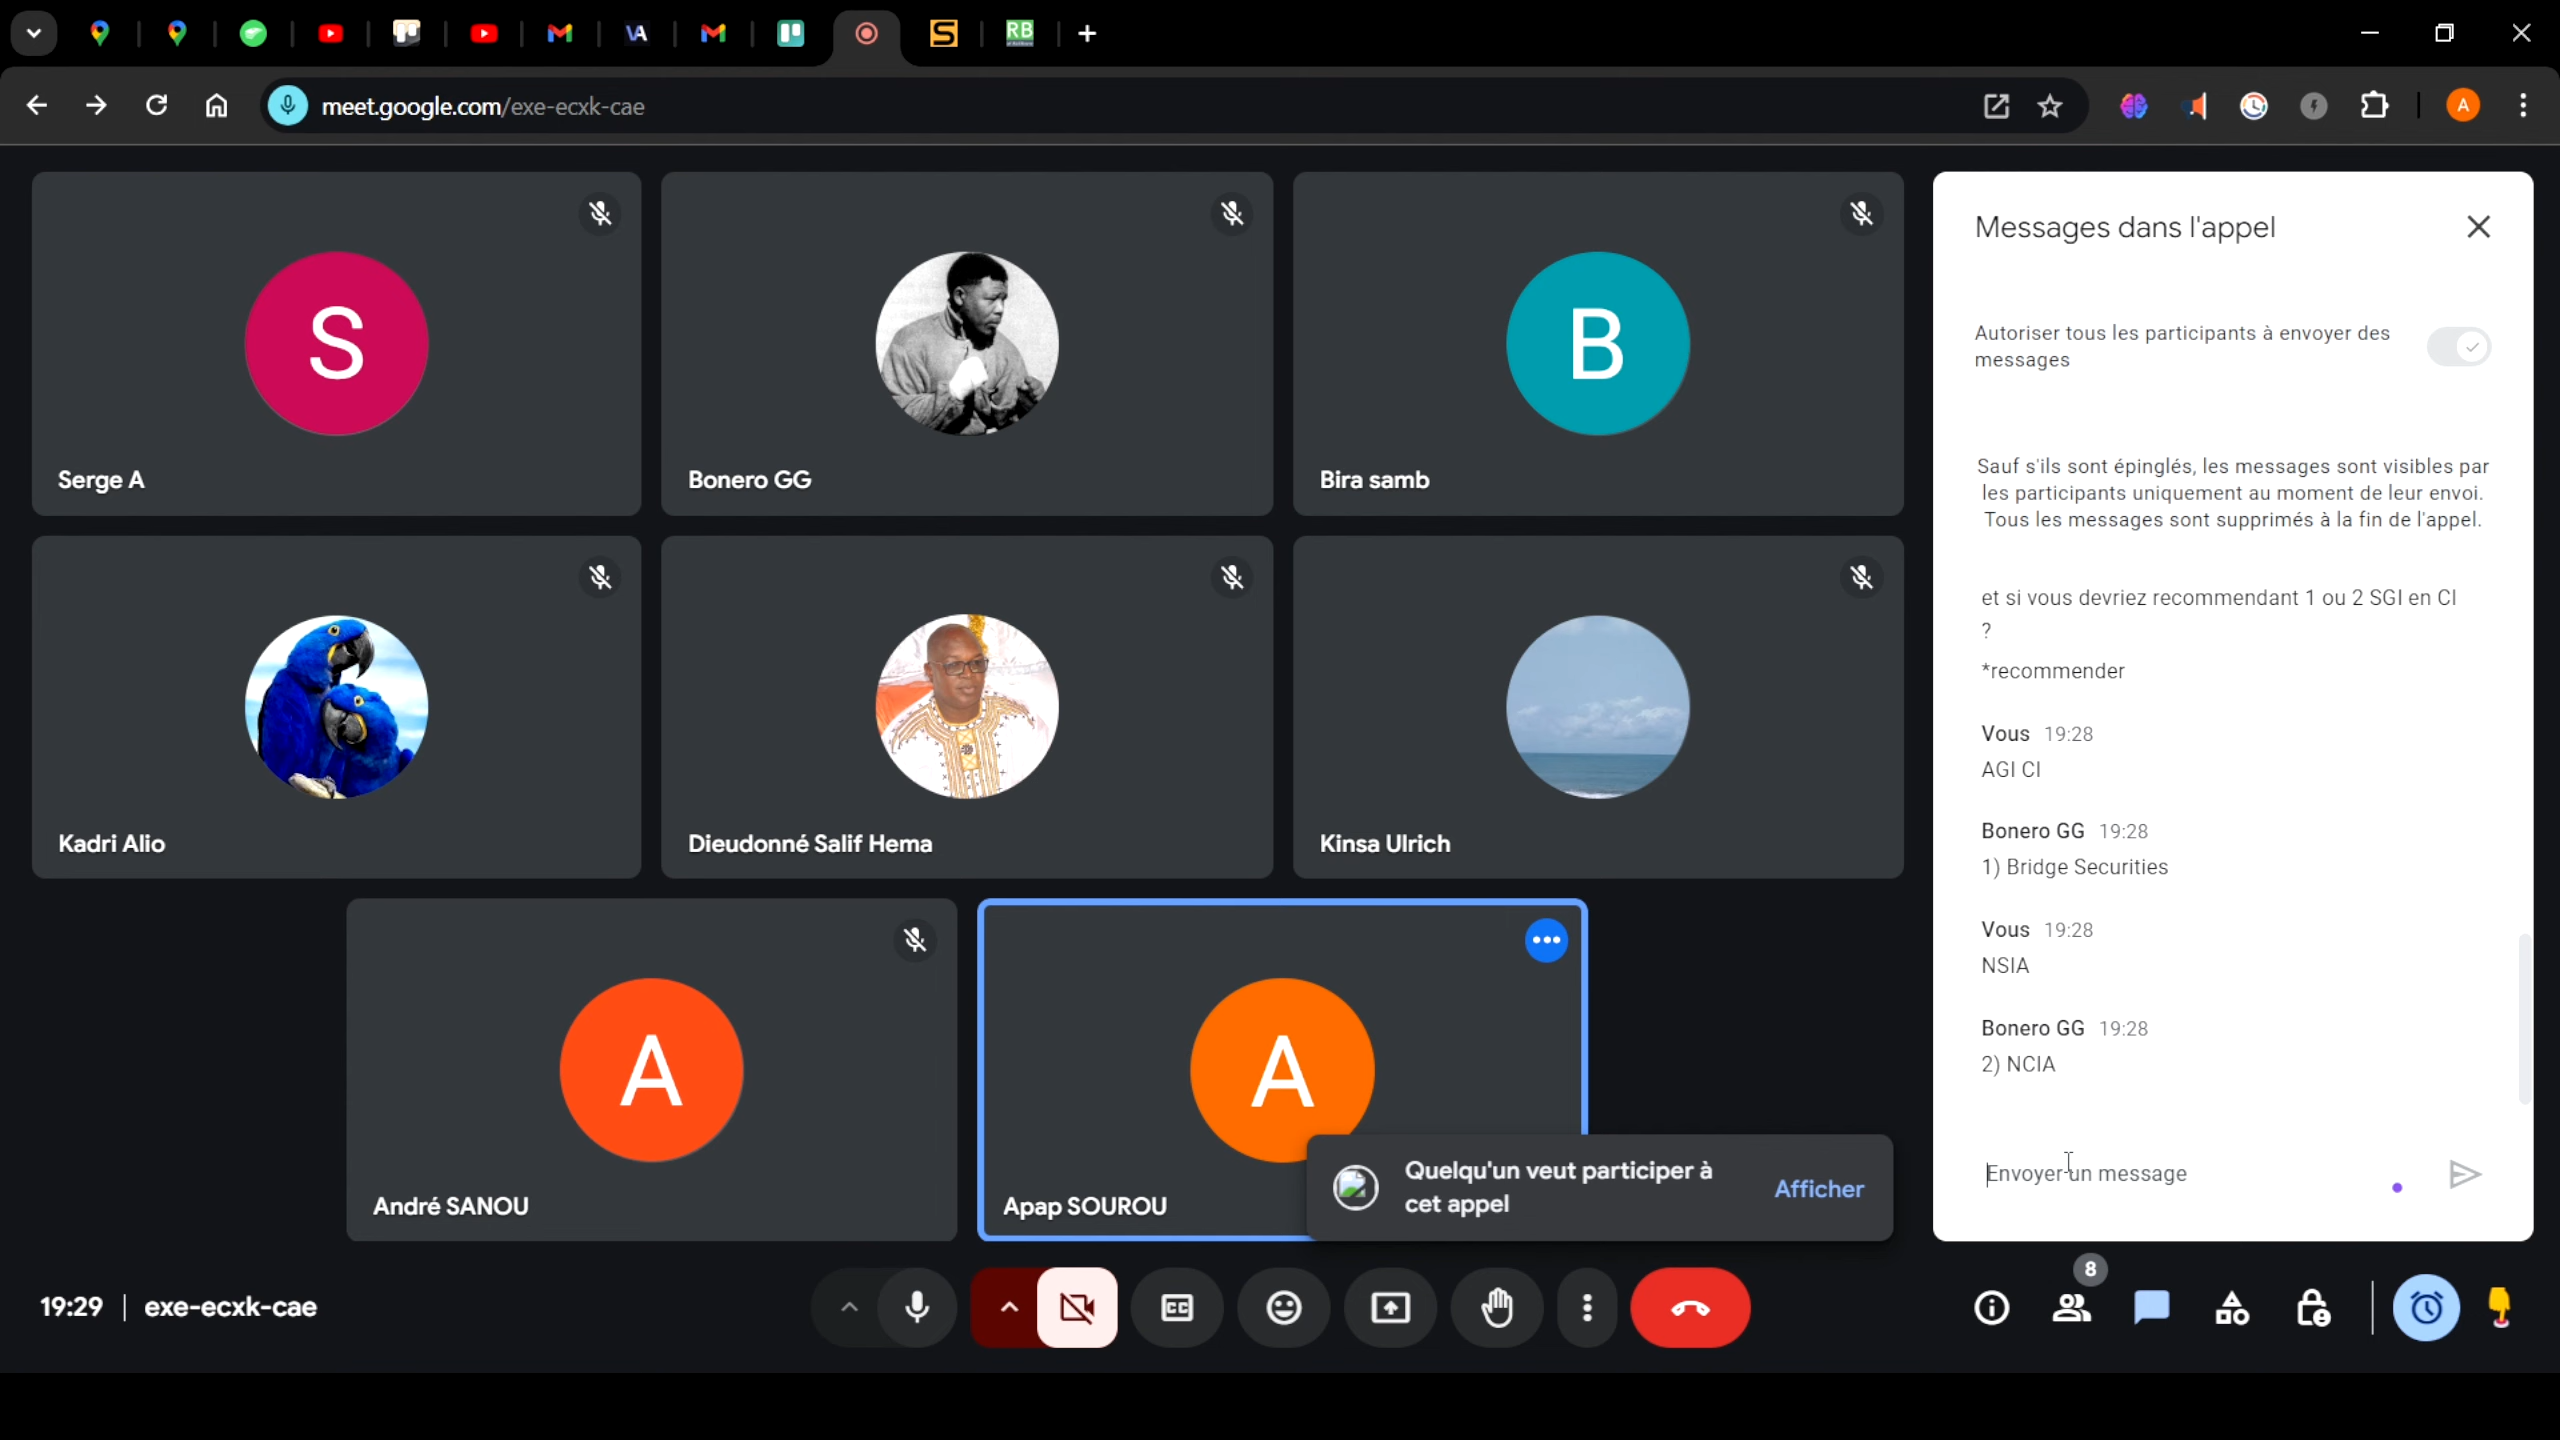 VA
S
RB
meet.google.com/exe-ecxk-cae
A
S
Serge A
Bonero GG
B
Bira samb
Kadri Alio
Dieudonné Salif Hema
Kinsa Ulrich
A
André SANOU
A
Apap SOUROU
Quelqu'un veut participer à
cet appel
Afficher
Messages dans l'appel
Autoriser tous les participants à envoyer des
messages
Sauf s'ils sont épinglés, les messages sont visibles par
les participants uniquement au moment de leur envoi.
Tous les messages sont supprimés à la fin de l'appel.
et si vous devriez recommendant 1 ou 2 SGI en CI
?
*recommender
Vous 19:28
AGI CI
Bonero GG 19:28
1) Bridge Securities
Vous 19:28
NSIA
Bonero GG 19:28
2) NCIA
Envoyer un message
19:29 | exe-ecxk-cae
CC
8